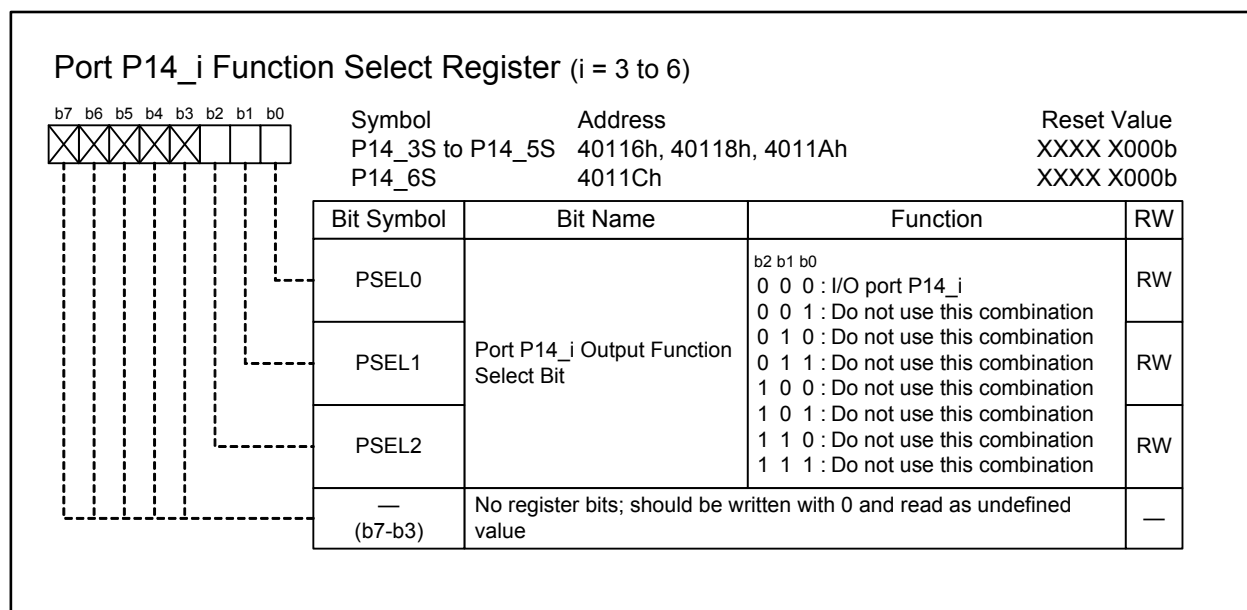 Port P14_i Function Select Register (i = 3 to 6)
b7 b6 b5 b4 b3 b2 b1 b0
Symbol Address Reset Value
P14_3S to P14_5S 40116h, 40118h, 4011Ah XXXX X000b
P14_6S 4011Ch XXXX X000b
Bit Symbol Bit Name Function RW
PSEL0 RW
PSEL1 RW
PSEL2 RW
Port P14_i Output Function
Select Bit
b2 b1 b0
0 0 0 : I/O port P14_i
0 0 1 : Do not use this combination
0 1 0 : Do not use this combination
0 1 1 : Do not use this combination
1 0 0 : Do not use this combination
1 0 1 : Do not use this combination
1 1 0 : Do not use this combination
1 1 1 : Do not use this combination
— No register bits; should be written with 0 and read as undefined —
(b7-b3) value